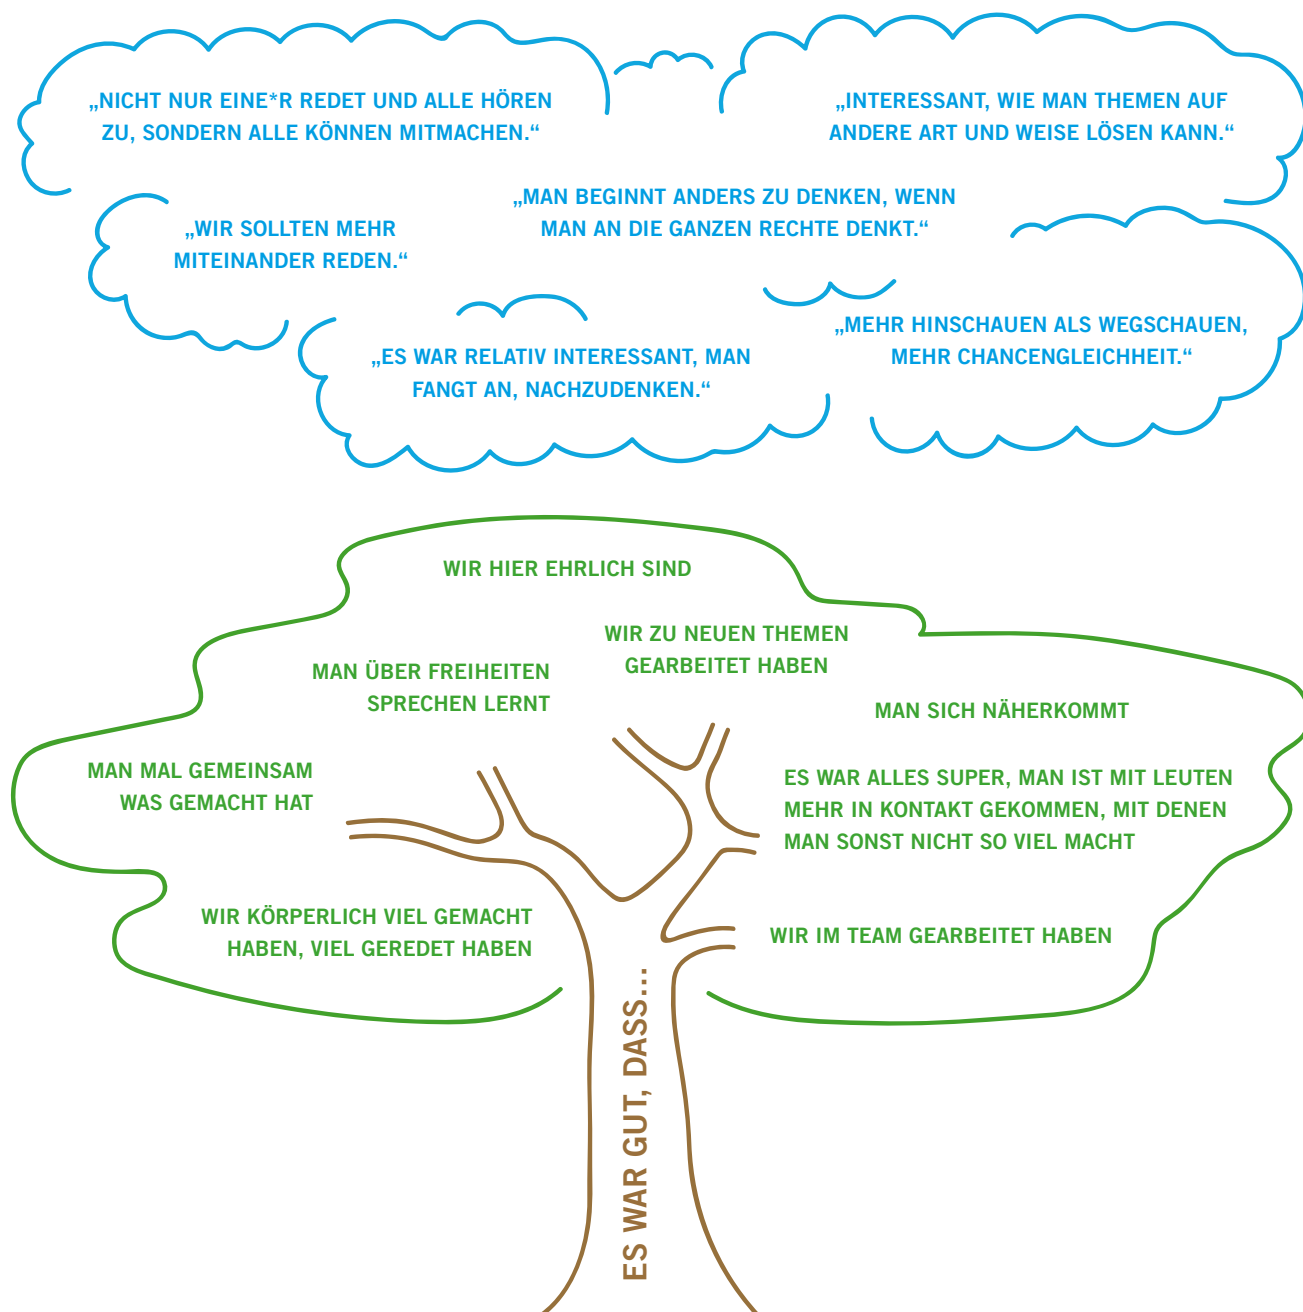 „NICHT NUR EINE*R REDET UND ALLE HÖREN
ZU, SONDERN ALLE KÖNNEN MITMACHEN.“
„INTERESSANT, WIE MAN THEMEN AUF
ANDERE ART UND WEISE LÖSEN KANN.“
„MAN BEGINNT ANDERS ZU DENKEN, WENN
MAN AN DIE GANZEN RECHTE DENKT.“
„WIR SOLLTEN MEHR
MITEINANDER REDEN.“
„MEHR HINSCHAUEN ALS WEGSCHAUEN,
MEHR CHANCENGLEICHHEIT.“
„ES WAR RELATIV INTERESSANT, MAN
FANGT AN, NACHZUDENKEN.“
WIR HIER EHRLICH SIND
WIR ZU NEUEN THEMEN
GEARBEITET HABEN
MAN ÜBER FREIHEITEN
SPRECHEN LERNT
MAN SICH NÄHERKOMMT
MAN MAL GEMEINSAM
WAS GEMACHT HAT
ES WAR ALLES SUPER, MAN IST MIT LEUTEN
MEHR IN KONTAKT GEKOMMEN, MIT DENEN
MAN SONST NICHT SO VIEL MACHT
WIR KÖRPERLICH VIEL GEMACHT
HABEN, VIEL GEREDET HABEN
WIR IM TEAM GEARBEITET HABEN
ES WAR GUT, DASS...